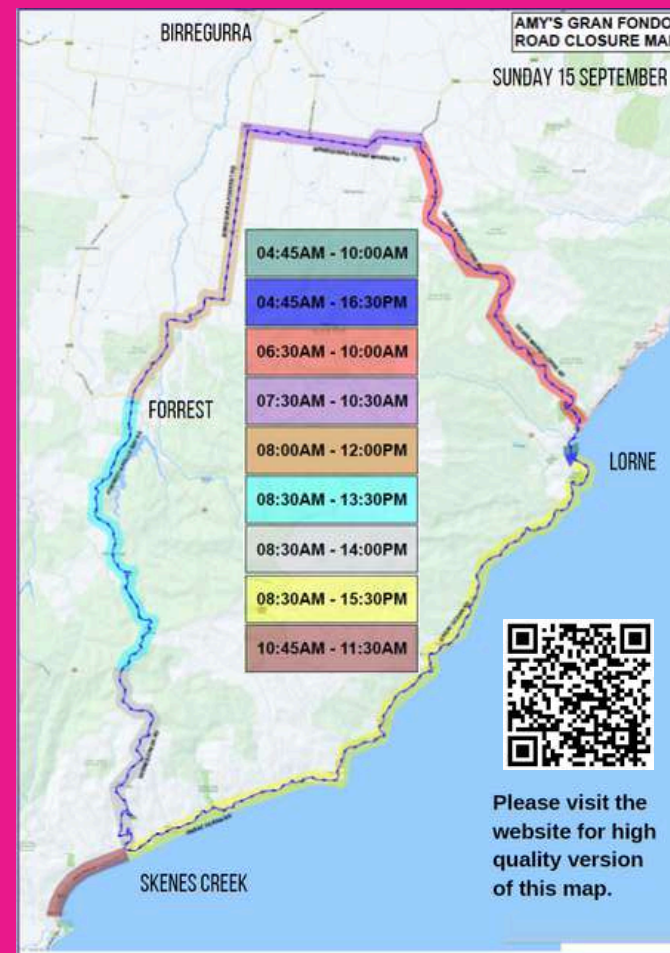 BIRREGURRA
AMY'S GRAN FONDO
ROAD CLOSURE MAP
SUNDAY 15 SEPTEMBER
04:45AM - 10:00AM
04:45AM - 16:30PM
06:30AM - 10:00AM
07:30AM - 10:30AM
08:00AM - 12:00PM
08:30AM - 13:30PM
08:30AM - 14:00PM
08:30AM - 15:30PM
10:45AM - 11:30AM
FORREST
LORNE
SKENES CREEK
Please visit the
website for high
quality version
of this map.